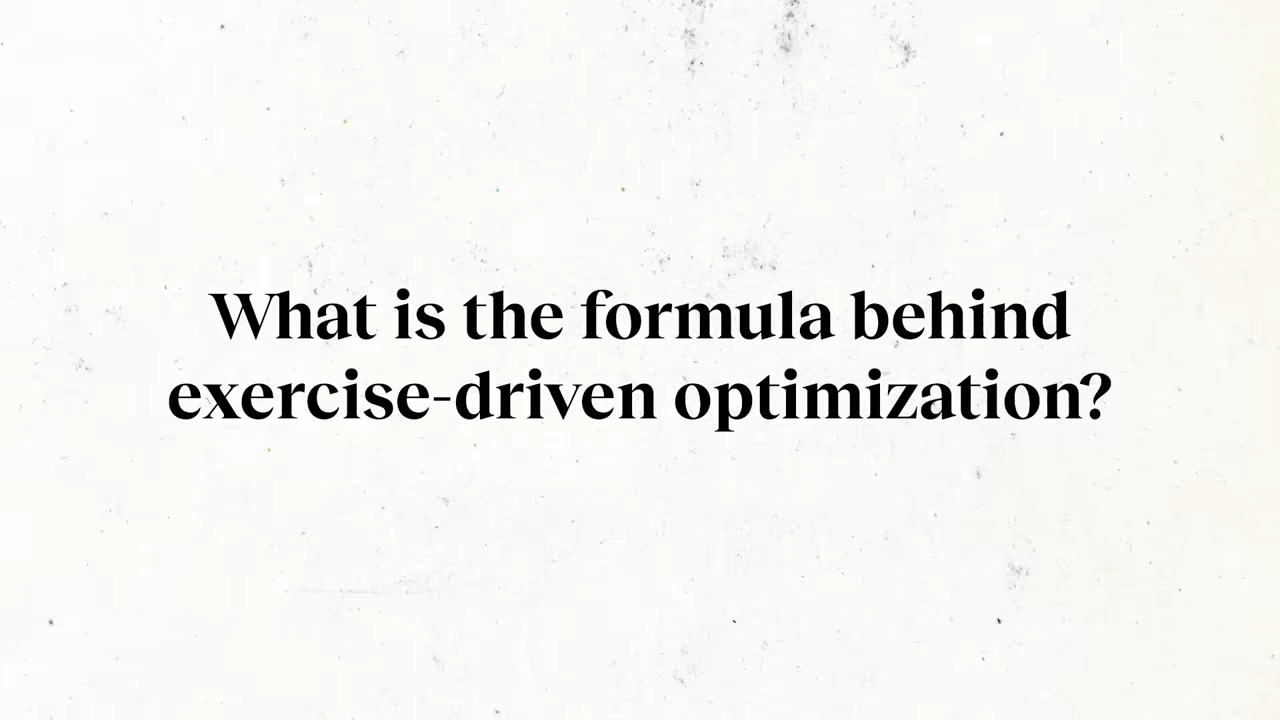 What is the formula behind
exercise-driven optimization?